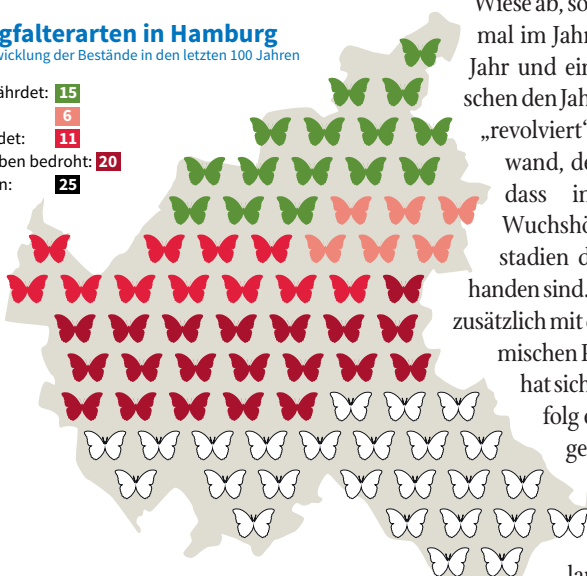 gfalterarten in Hamburg
wicklung der Bestände in den letzten 100 Jahren
ährdet: 15
6
det: 11
ben bedroht: 20
n: 25
Wiese ab, so
mal im Jahr
Jahr und ein
schen den Jah
„revolviert“
wand, de
dass in
Wuchshö
stadien d
handen sind.
zusätzlich mit
mischen
hat sich
folg
ge
lar